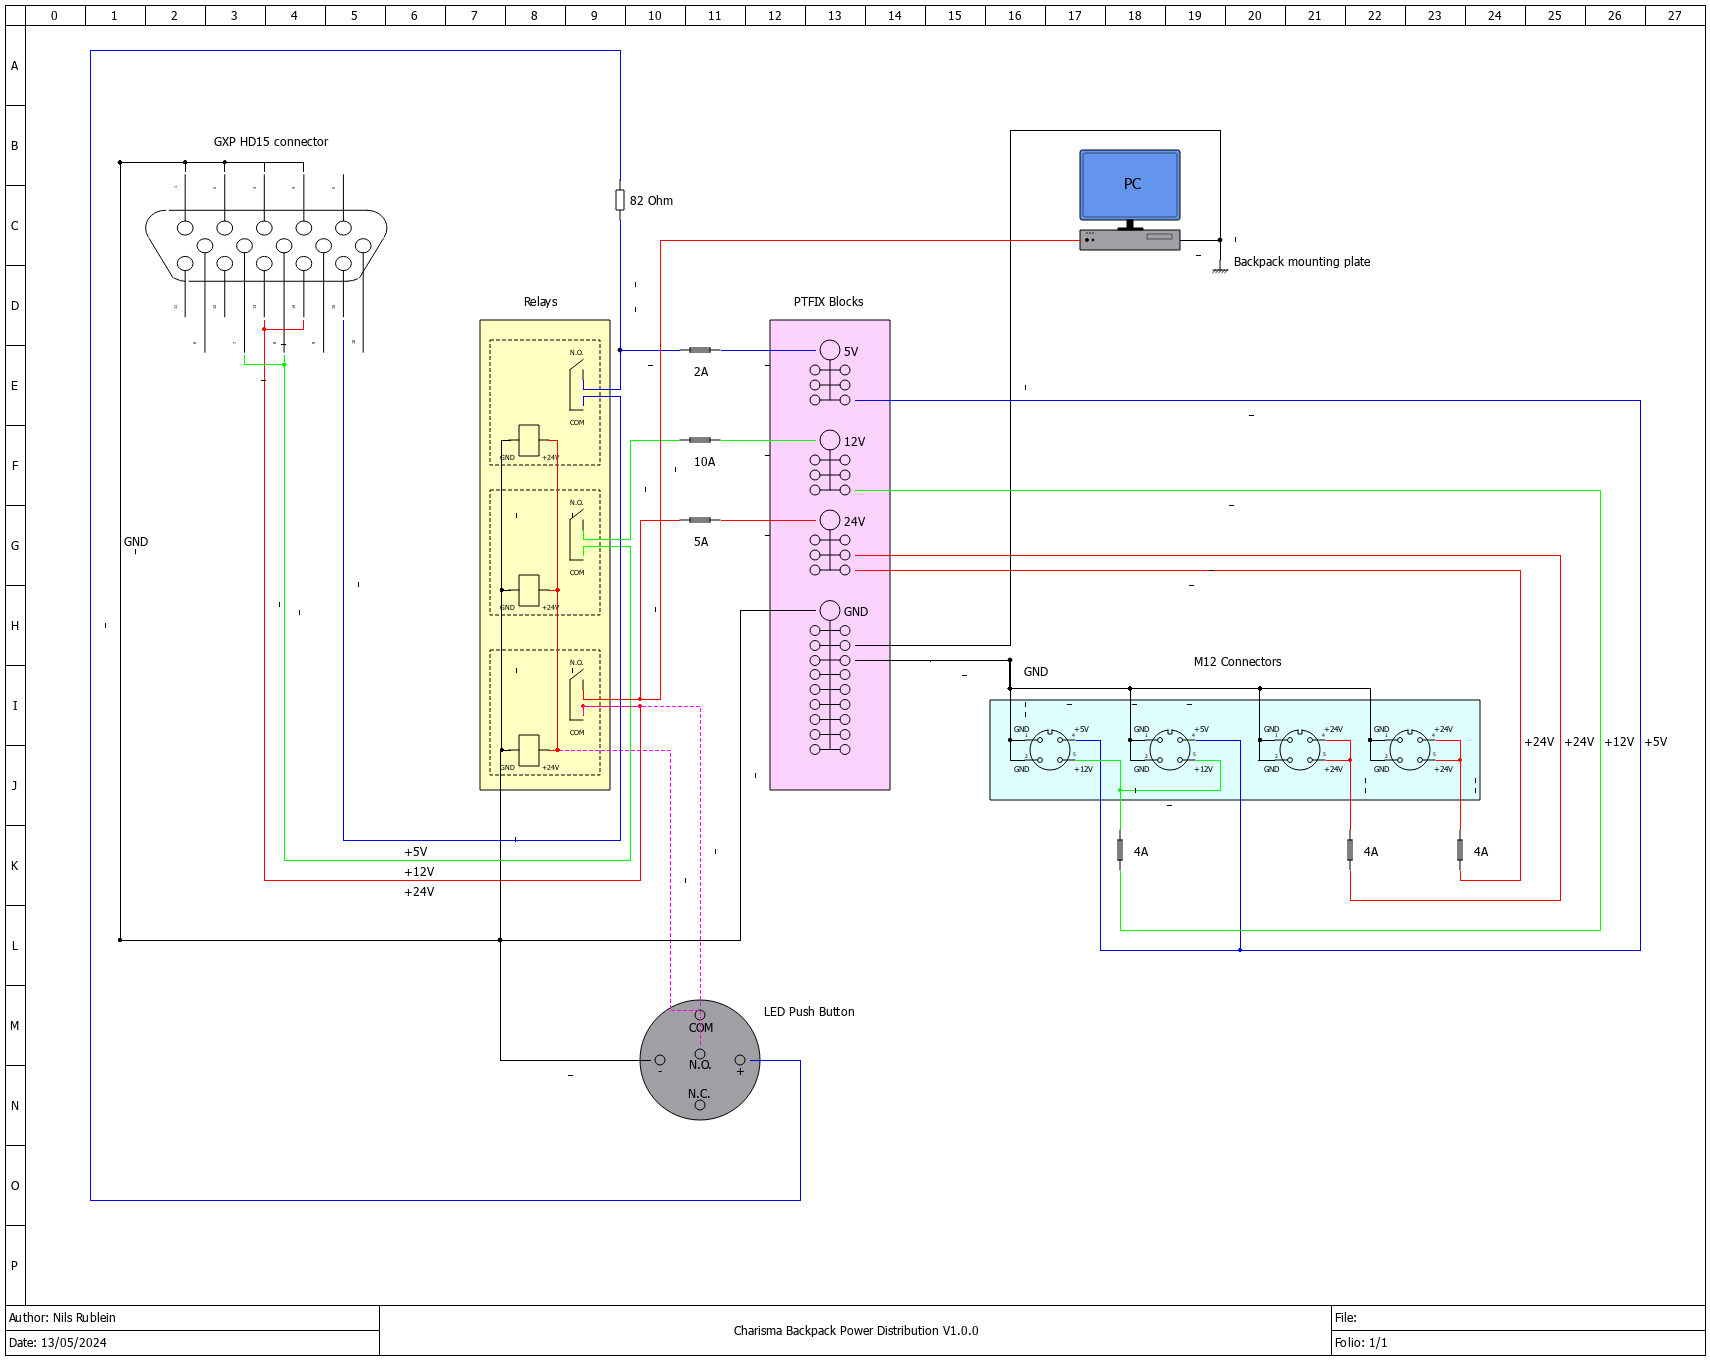 0 1 2 3 4 5 6 7 8 9 10 11 12 13 14 15 16 17 18 19 20 21 22 23 24 25 26 27
A
B
C
D
E
F
G
H
I
J
K
L
M
N
O
P
GXP HD15 connector
82 Ohm
PC
Backpack mounting plate
Relays
PTFIX Blocks
N.O.
COM
GND +24V
N.O.
COM
GND +24V
N.O.
COM
GND +24V
2A
10A
5A
5V
12V
24V
GND
GND
GND
M12 Connectors
GND +5V
GND +12V
GND +5V
GND +12V
GND +24V
GND +24V
GND +24V
GND +24V
+24V +24V +12V +5V
4A
4A
4A
+5V
+12V
+24V
LED Push Button
COM
N.O.
- +
N.C.
Author: Nils Rublein
Date: 13/05/2024
Charisma Backpack Power Distribution V1.0.0
File:
Folio: 1/1